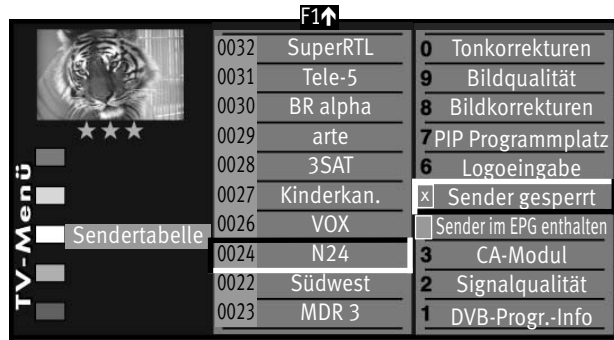 F1↑
0032 SuperRTL
0031 Tele-5
0030 BR alpha
0029 arte
0028 3SAT
0027 Kinderkan.
0026 VOX
0024 N24
0022 Südwest
0023 MDR 3
0 Tonkorrekturen
9 Bildqualität
8 Bildkorrekturen
7 PIP Programmplatz
6 Logoeingabe
x Sender gesperrt
Sender im EPG enthalten
3 CA-Modul
2 Signalqualität
1 DVB-Progr.-Info
TV-Menü
Sendertabelle